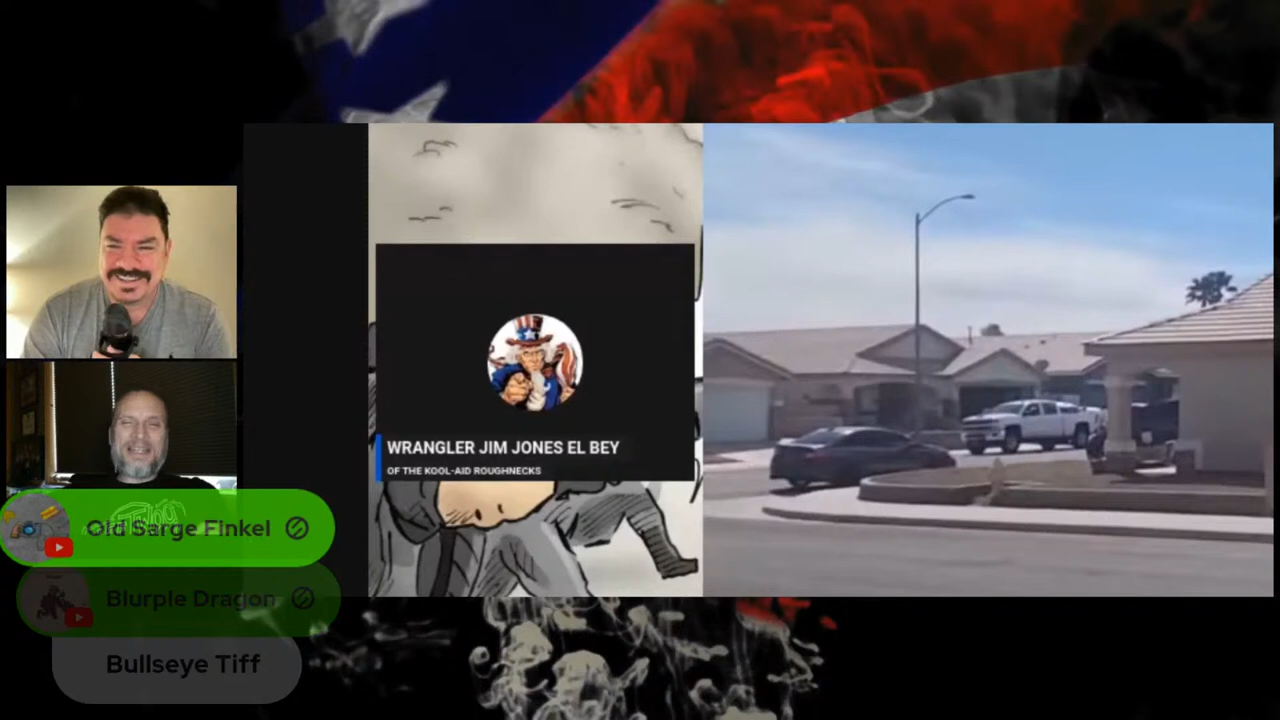 WRANGLER JIM JONES EL BEY
OF THE KOOL-AID ROUGHNECKS
Old Sarge Finkel
Blurple Dragon
Bullseye Tiff